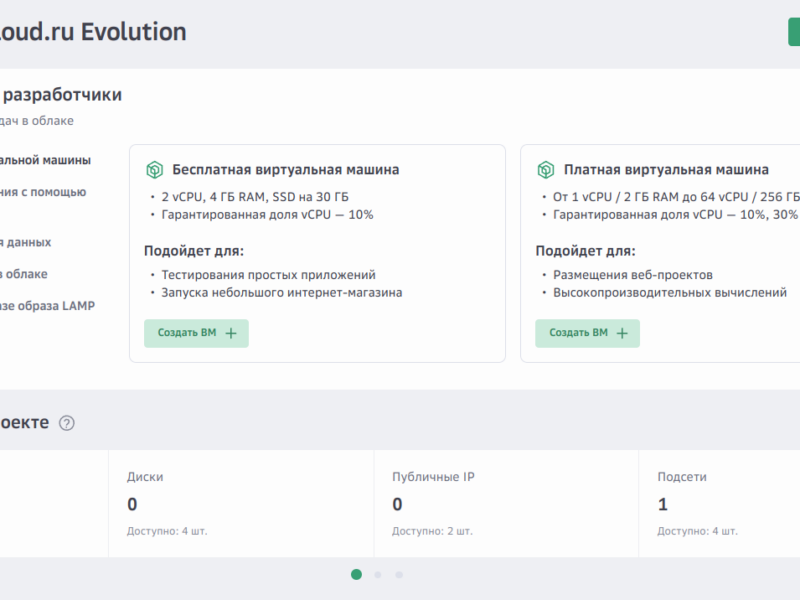 oud.ru Evolution
разработчики
дач в облаке
альной машины
ния с помощью
я данных
в облаке
зе образа LAMP
Бесплатная виртуальная машина
• 2 vCPU, 4 ГБ RAM, SSD на 30 ГБ
• Гарантированная доля vCPU — 10%
Подойдет для:
• Тестирования простых приложений
• Запуска небольшого интернет-магазина
Создать ВМ +
Платная виртуальная машина
• От 1 vCPU / 2 ГБ RAM до 64 vCPU / 256 ГБ
• Гарантированная доля vCPU — 10%, 30%
Подойдет для:
• Размещения веб-проектов
• Высокопроизводительных вычислений
Создать ВМ +
оекте ?
Диски
0
Доступно: 4 шт.
Публичные IP
0
Доступно: 2 шт.
Подсети
1
Доступно: 4 шт.